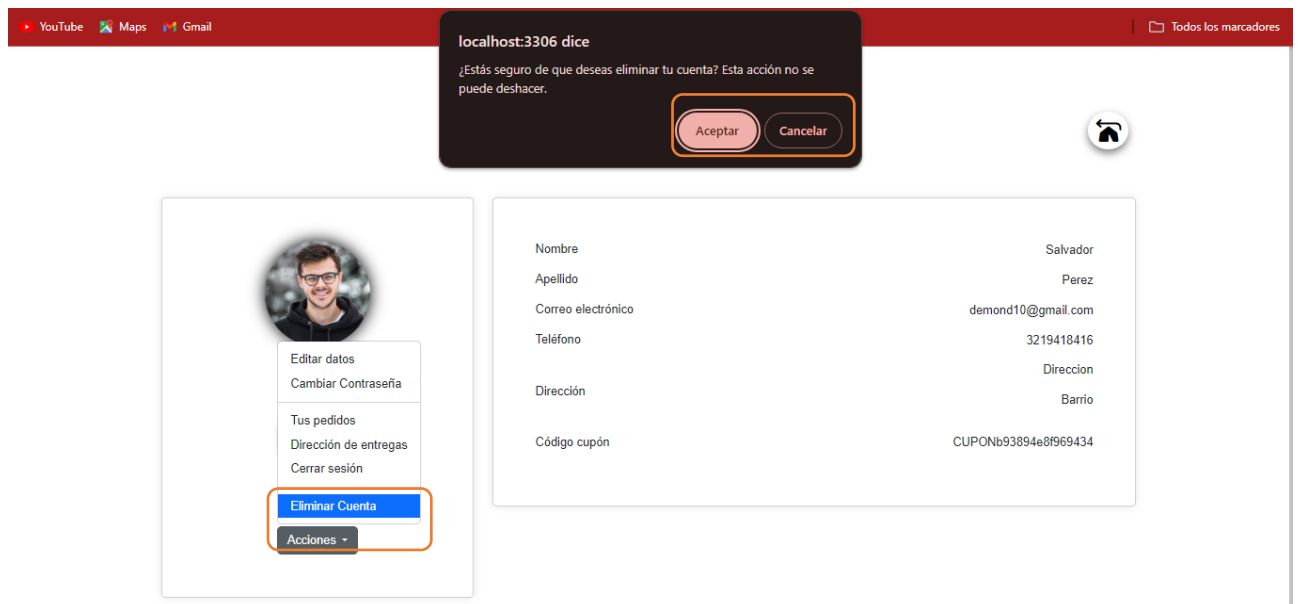 YouTube
Maps
Gmail
Todos los marcadores
localhost:3306 dice
¿Estás seguro de que deseas eliminar tu cuenta? Esta acción no se
puede deshacer.
Aceptar
Cancelar
Editar datos
Cambiar Contraseña
Tus pedidos
Dirección de entregas
Cerrar sesión
Eliminar Cuenta
Acciones
Nombre Salvador
Apellido Perez
Correo electrónico demond10@gmail.com
Teléfono 3219418416
Dirección Direccion
Barrio
Código cupón CUPONb93894e8f969434